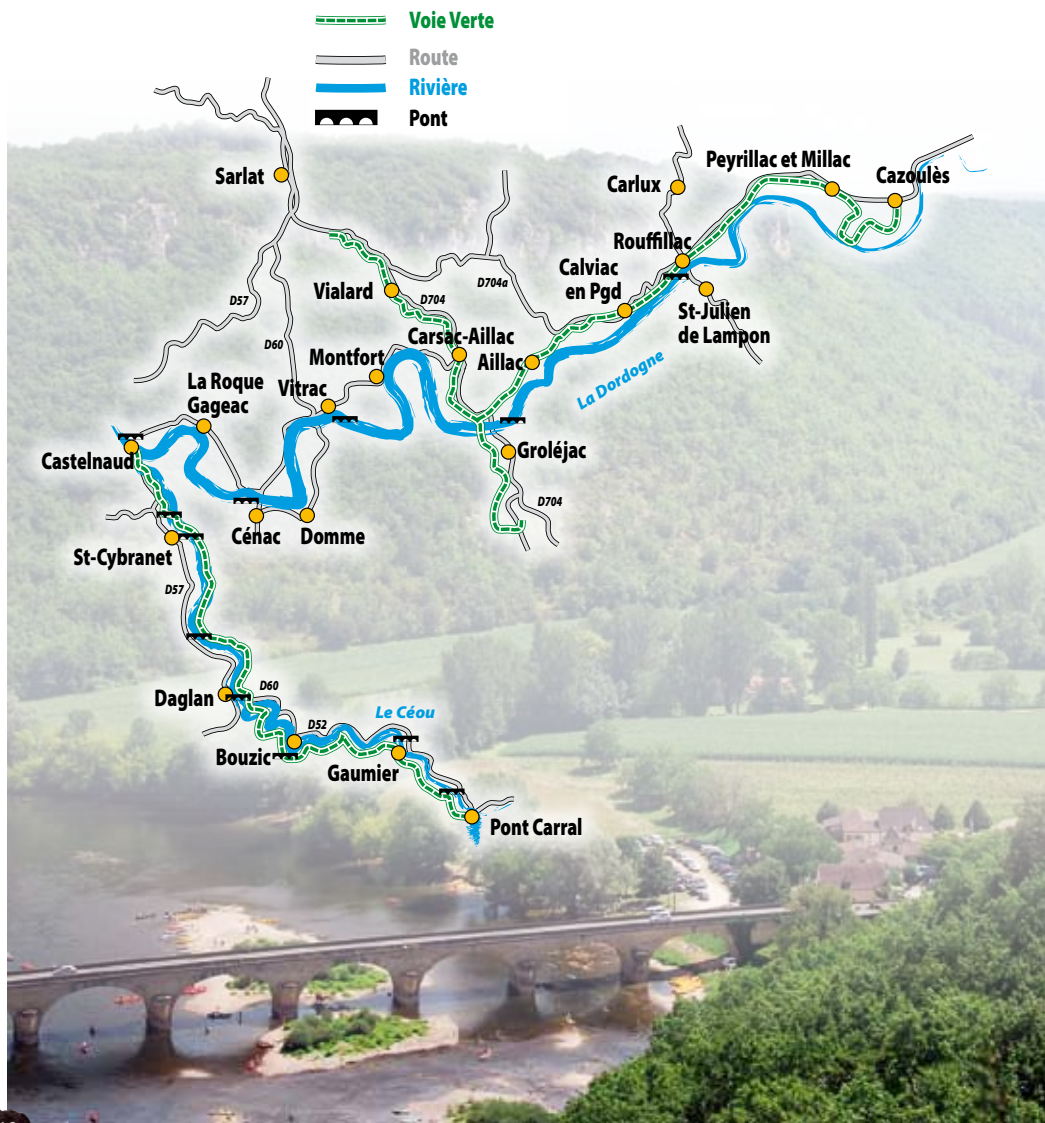 Voie Verte
Route
Rivière
Pont
Sarlat
Peyrillac et Millac
Cazoulès
Carlux
Rouffillac
Calviac
en Pgd
St-Julien
de Lampon
Vialard
D704
D704a
D57
D60
Carsac-Aillac
Aillac
Montfort
La Roque
Gageac
Vitrac
La Dordogne
Castelnaud
Groléjac
D704
Cénac
Domme
St-Cybranet
D57
Daglan
D60
Le Céou
D52
Bouzic
Gaumier
Pont Carral